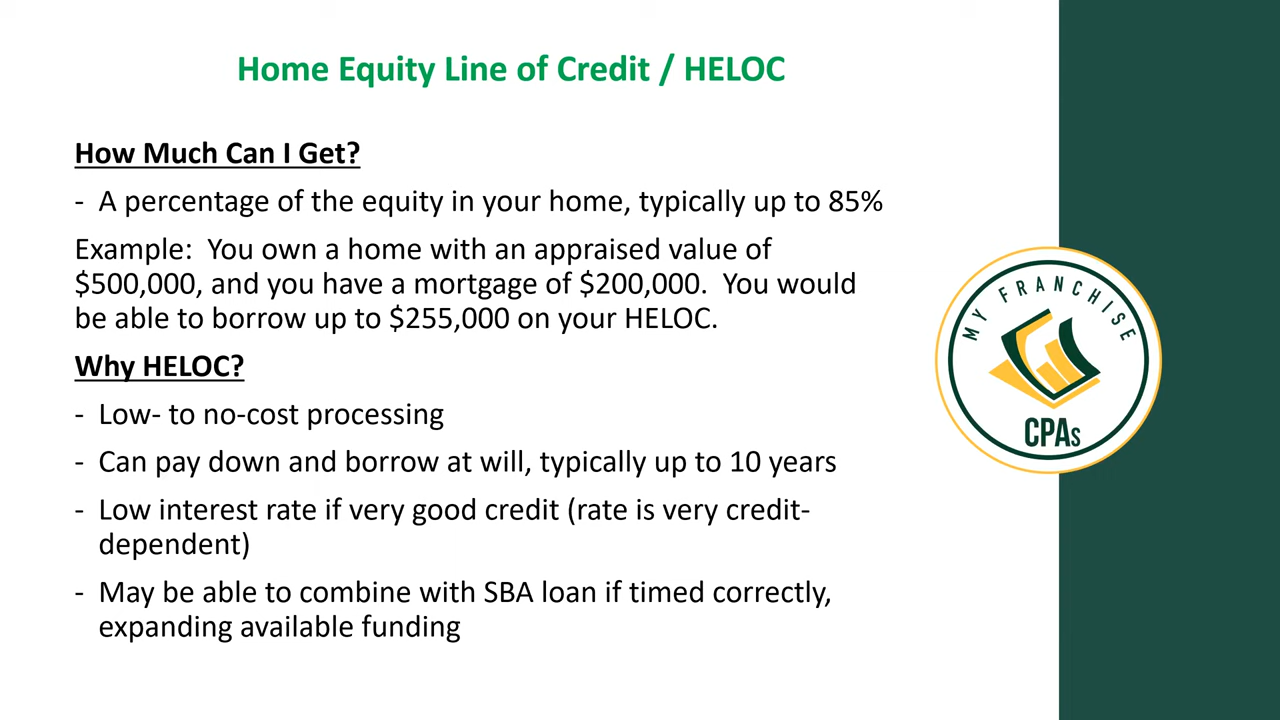 Home Equity Line of Credit / HELOC
How Much Can I Get?
- A percentage of the equity in your home, typically up to 85%
Example:  You own a home with an appraised value of
$500,000, and you have a mortgage of $200,000.  You would
be able to borrow up to $255,000 on your HELOC.
Why HELOC?
- Low- to no-cost processing
- Can pay down and borrow at will, typically up to 10 years
- Low interest rate if very good credit (rate is very credit-
dependent)
- May be able to combine with SBA loan if timed correctly,
expanding available funding
MY FRANCHISE
CPAs